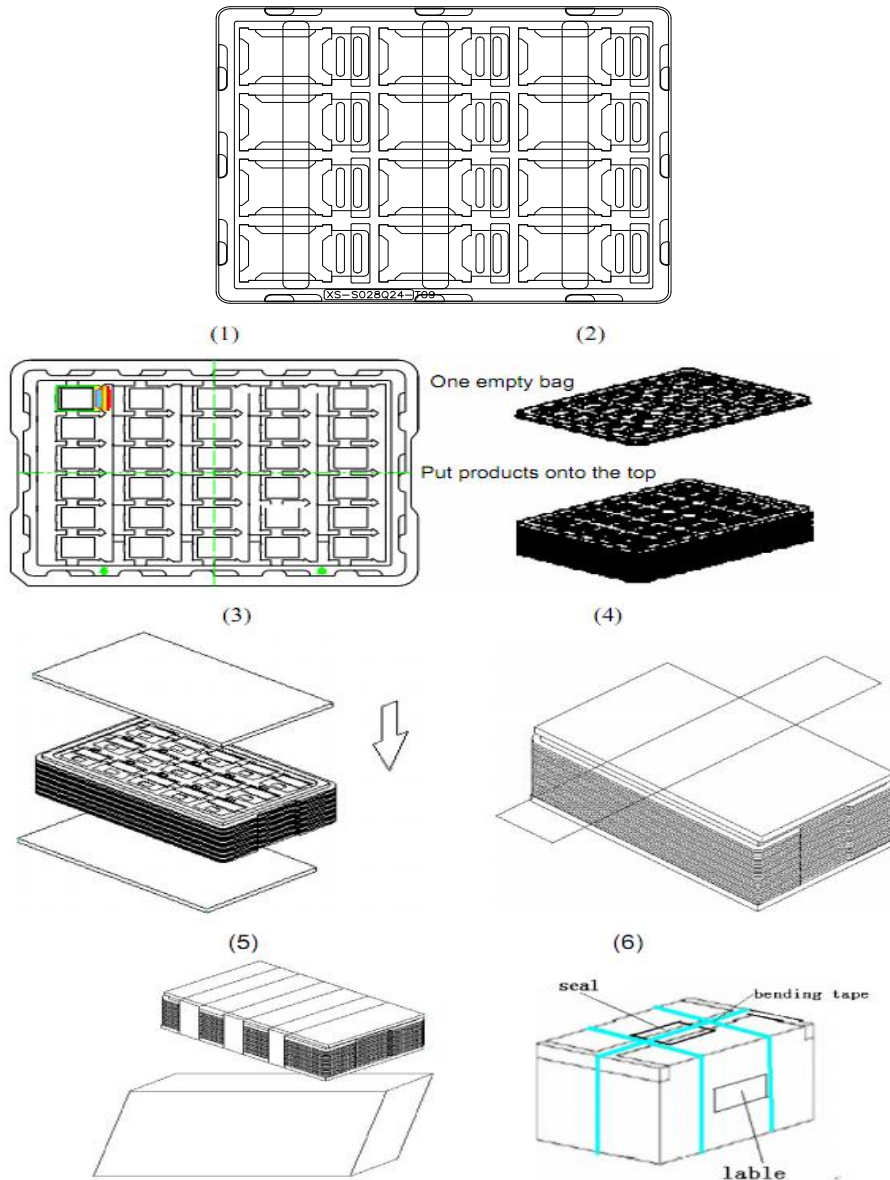 XS-S028Q24-T09
(1)
(2)
One empty bag
Put products onto the top
(3)
(4)
(5)
(6)
seal
bending tape
lable